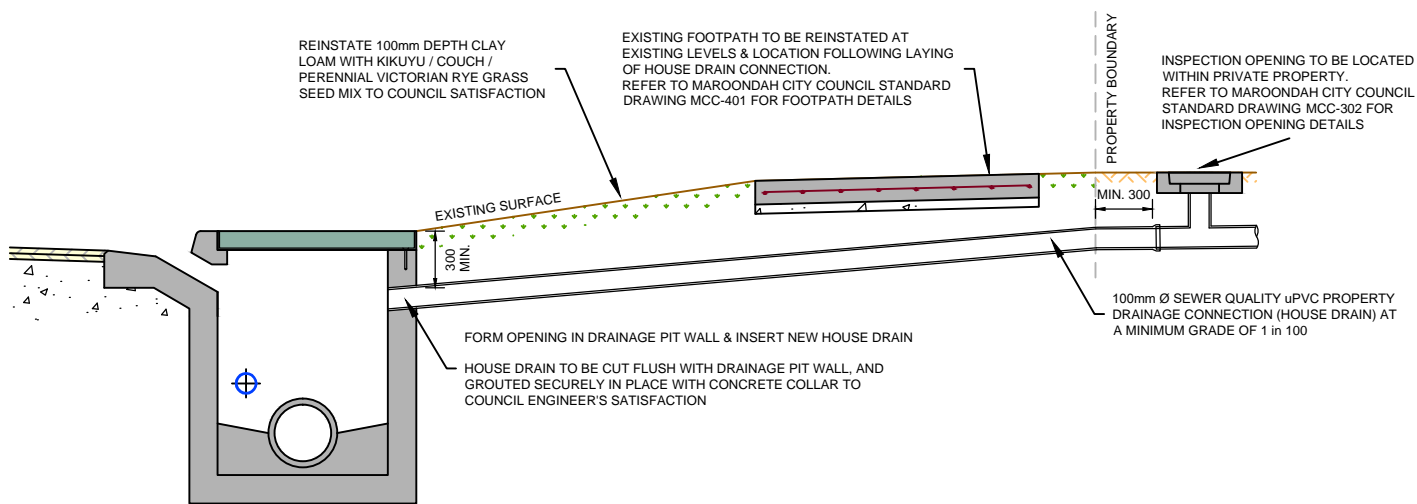 REINSTATE 100mm DEPTH CLAY
LOAM WITH KIKUYU / COUCH /
PERENNIAL VICTORIAN RYE GRASS
SEED MIX TO COUNCIL SATISFACTION
EXISTING FOOTPATH TO BE REINSTATED AT
EXISTING LEVELS & LOCATION FOLLOWING LAYING
OF HOUSE DRAIN CONNECTION.
REFER TO MAROONDAH CITY COUNCIL STANDARD
DRAWING MCC-401 FOR FOOTPATH DETAILS
PROPERTY BOUNDARY
INSPECTION OPENING TO BE LOCATED
WITHIN PRIVATE PROPERTY.
REFER TO MAROONDAH CITY COUNCIL
STANDARD DRAWING MCC-302 FOR
INSPECTION OPENING DETAILS
EXISTING SURFACE
MIN. 300
300
MIN.
100mm Ø SEWER QUALITY uPVC PROPERTY
DRAINAGE CONNECTION (HOUSE DRAIN) AT
A MINIMUM GRADE OF 1 in 100
FORM OPENING IN DRAINAGE PIT WALL & INSERT NEW HOUSE DRAIN
HOUSE DRAIN TO BE CUT FLUSH WITH DRAINAGE PIT WALL, AND
GROUTED SECURELY IN PLACE WITH CONCRETE COLLAR TO
COUNCIL ENGINEER'S SATISFACTION